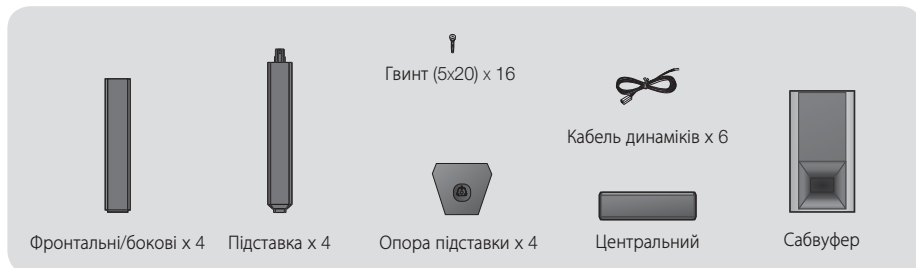 Гвинт (5x20) x 16
Кабель динаміків x 6
Фронтальні/бокові x 4
Підставка x 4
Опора підставки x 4
Центральний
Сабвуфер